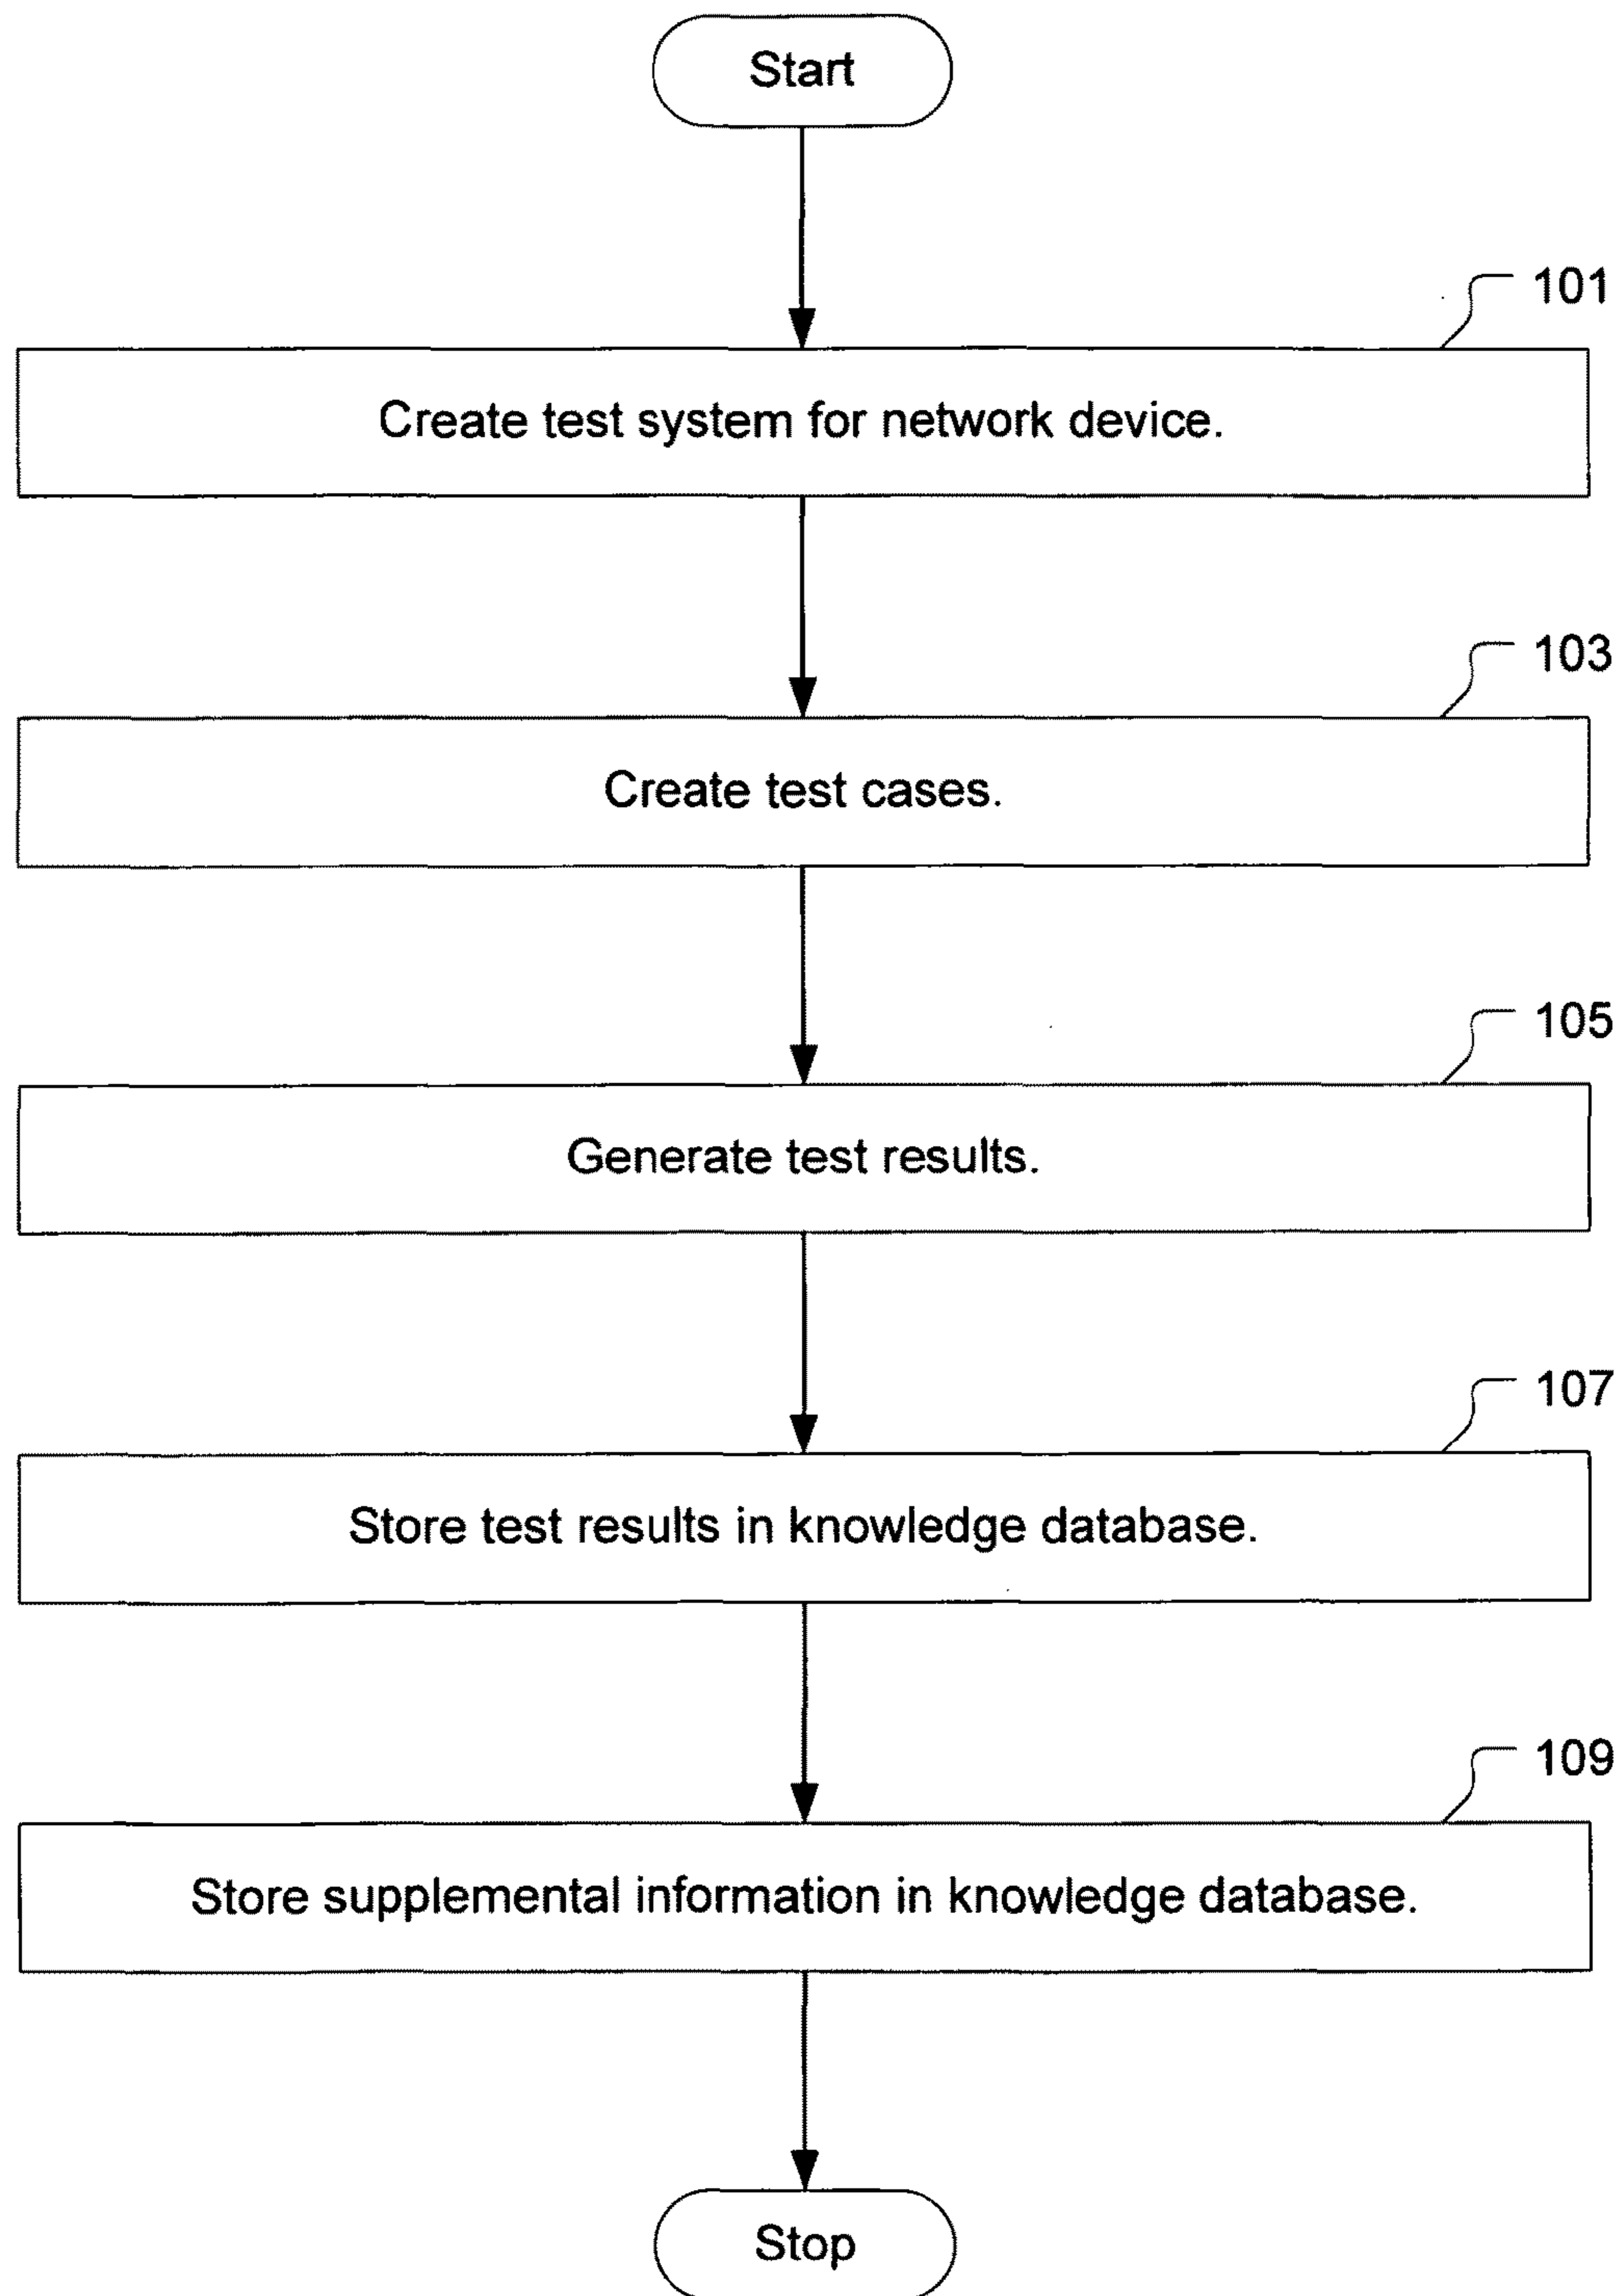 Start
101
Create test system for network device.
103
Create test cases.
105
Generate test results.
107
Store test results in knowledge database.
109
Store supplemental information in knowledge database.
Stop